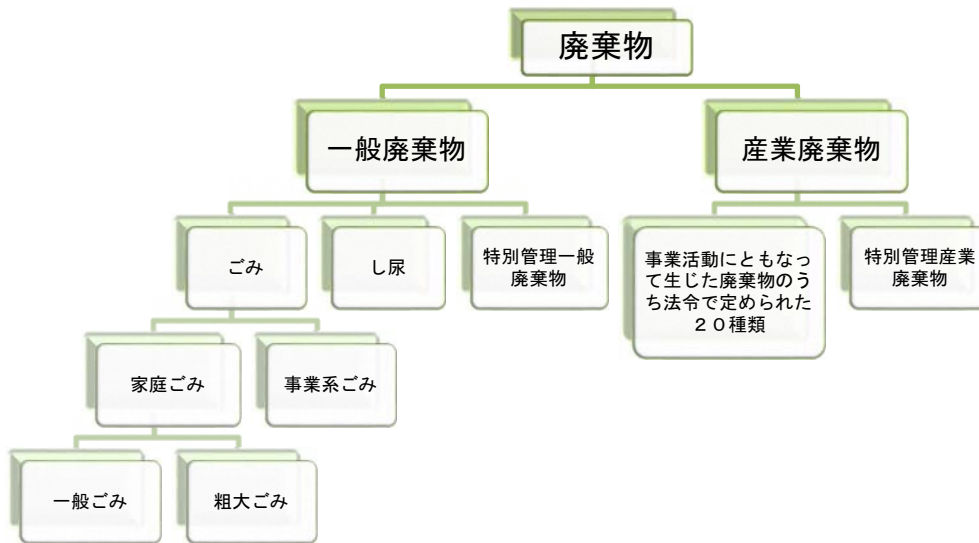 廃棄物
一般廃棄物
産業廃棄物
ごみ
し尿
特別管理一般
廃棄物
事業活動にともなっ
て生じた廃棄物のう
ち法令で定められた
２０種類
特別管理産業
廃棄物
家庭ごみ
事業系ごみ
一般ごみ
粗大ごみ